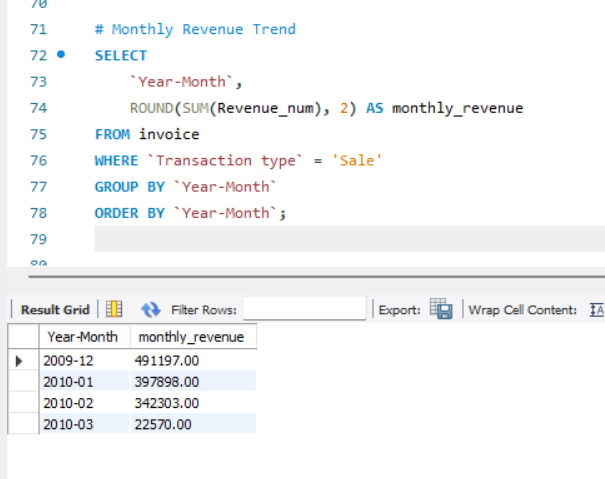 70
71 # Monthly Revenue Trend
72 SELECT
73 `Year-Month`,
74 ROUND(SUM(Revenue_num), 2) AS monthly_revenue
75 FROM invoice
76 WHERE `Transaction type` = 'Sale'
77 GROUP BY `Year-Month`
78 ORDER BY `Year-Month`;
79
80
Result Grid Filter Rows: Export: Wrap Cell Content: IA
Year-Month monthly_revenue
2009-12 491197.00
2010-01 397898.00
2010-02 342303.00
2010-03 22570.00